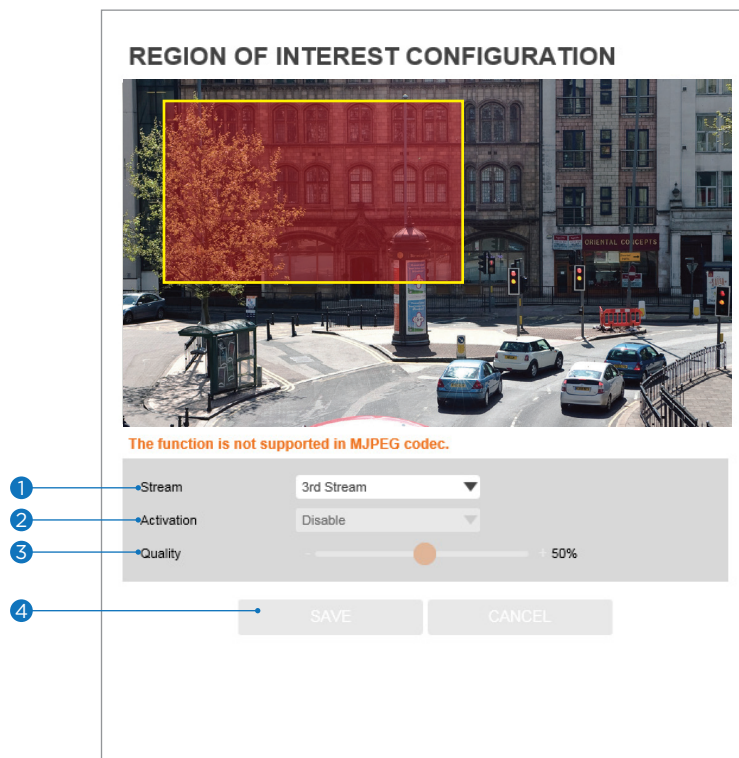 REGION OF INTEREST CONFIGURATION
ORIENTAL CONCEPTS
The function is not supported in MJPEG codec.
1 Stream 3rd Stream
2 Activation Disable
3 Quality - + 50%
4 SAVE CANCEL